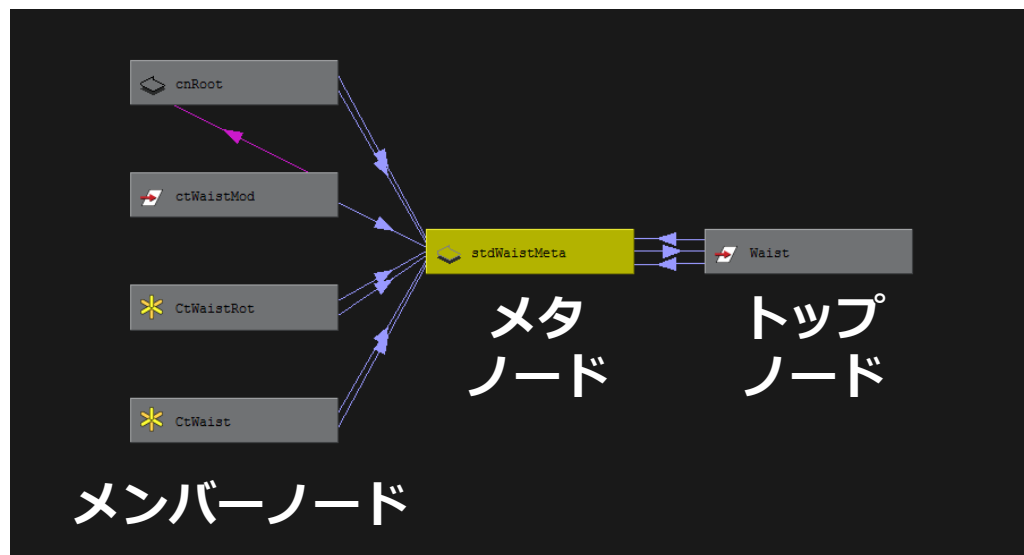 cnRoot
ctWaistMod
CtWaistRot
CtWaist
stdWaistMeta
Waist
メタ
ノード
トップ
ノード
メンバーノード